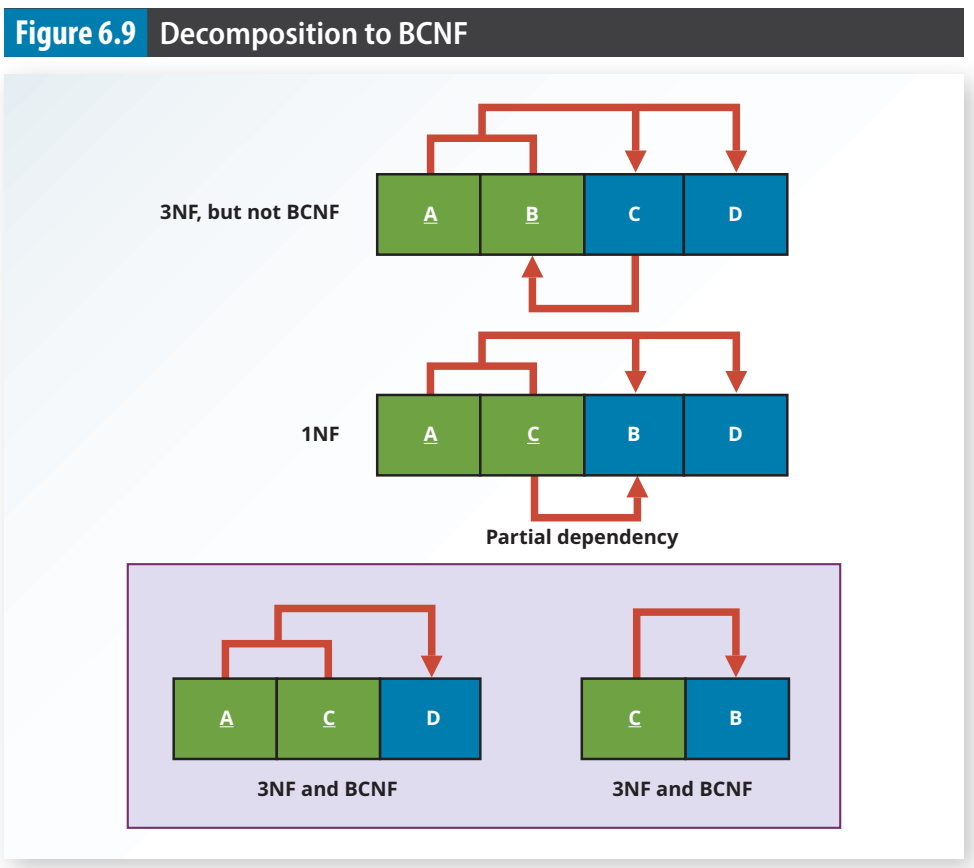 Figure 6.9 Decomposition to BCNF
3NF, but not BCNF
A B C D
1NF
A C B D
Partial dependency
A C D
C B
3NF and BCNF
3NF and BCNF